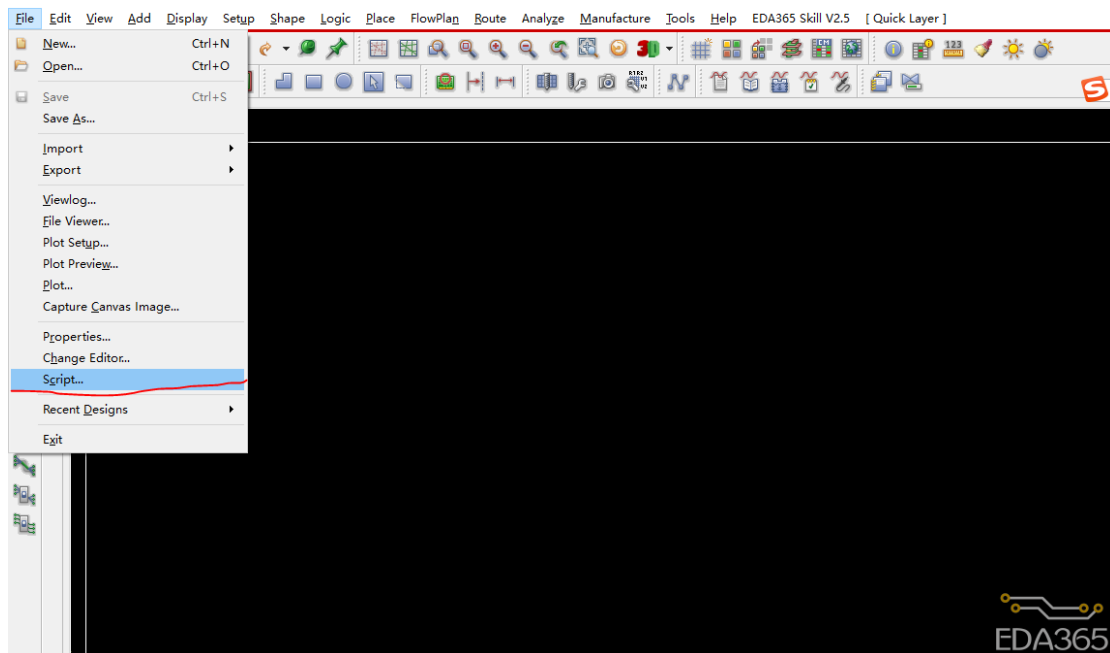 File Edit View Add Display Setup Shape Logic Place FlowPlan Route Analyze Manufacture Tools Help EDA365 Skill V2.5 [ Quick Layer ]
New... Ctrl+N
Open... Ctrl+O
Save Ctrl+S
Save As...
Import
Export
Viewlog...
File Viewer...
Plot Setup...
Plot Preview...
Plot...
Capture Canvas Image...
Properties...
Change Editor...
Script...
Recent Designs
Exit
3D
123
S
EDA365